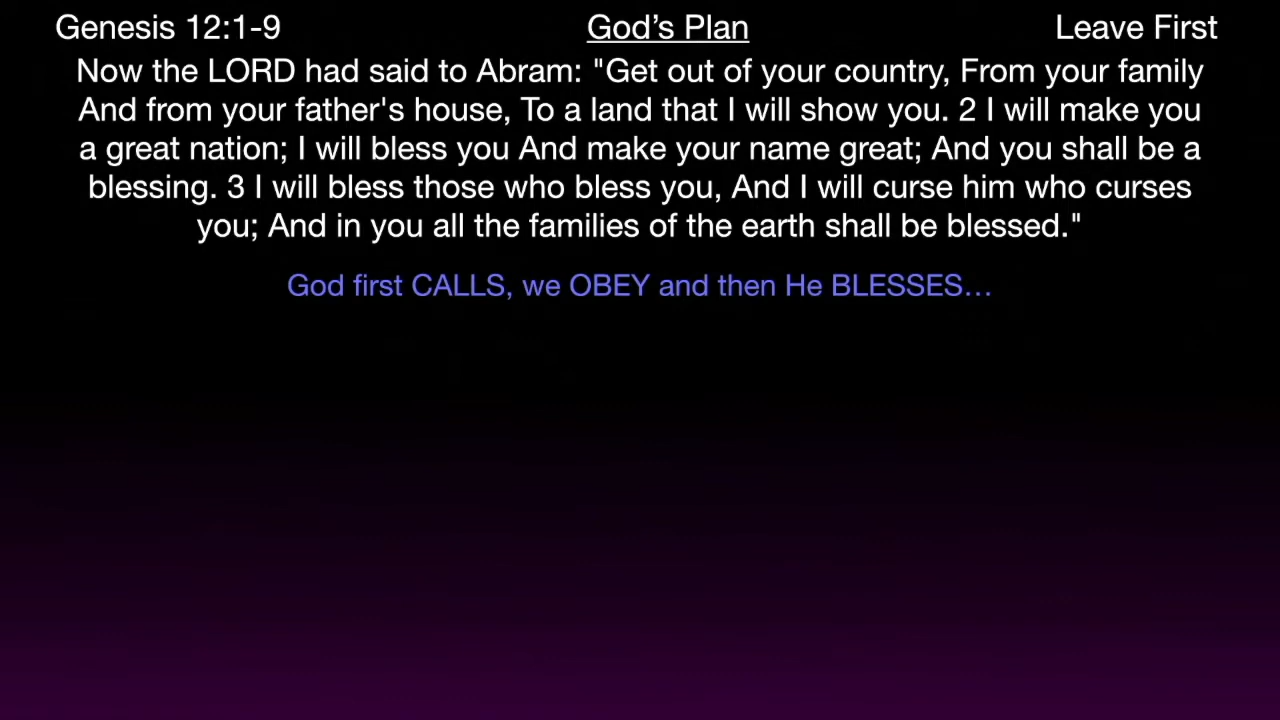 Genesis 12:1-9 God’s Plan Leave First
Now the LORD had said to Abram: "Get out of your country, From your family
And from your father's house, To a land that I will show you. 2 I will make you
a great nation; I will bless you And make your name great; And you shall be a
blessing. 3 I will bless those who bless you, And I will curse him who curses
you; And in you all the families of the earth shall be blessed."
God first CALLS, we OBEY and then He BLESSES…